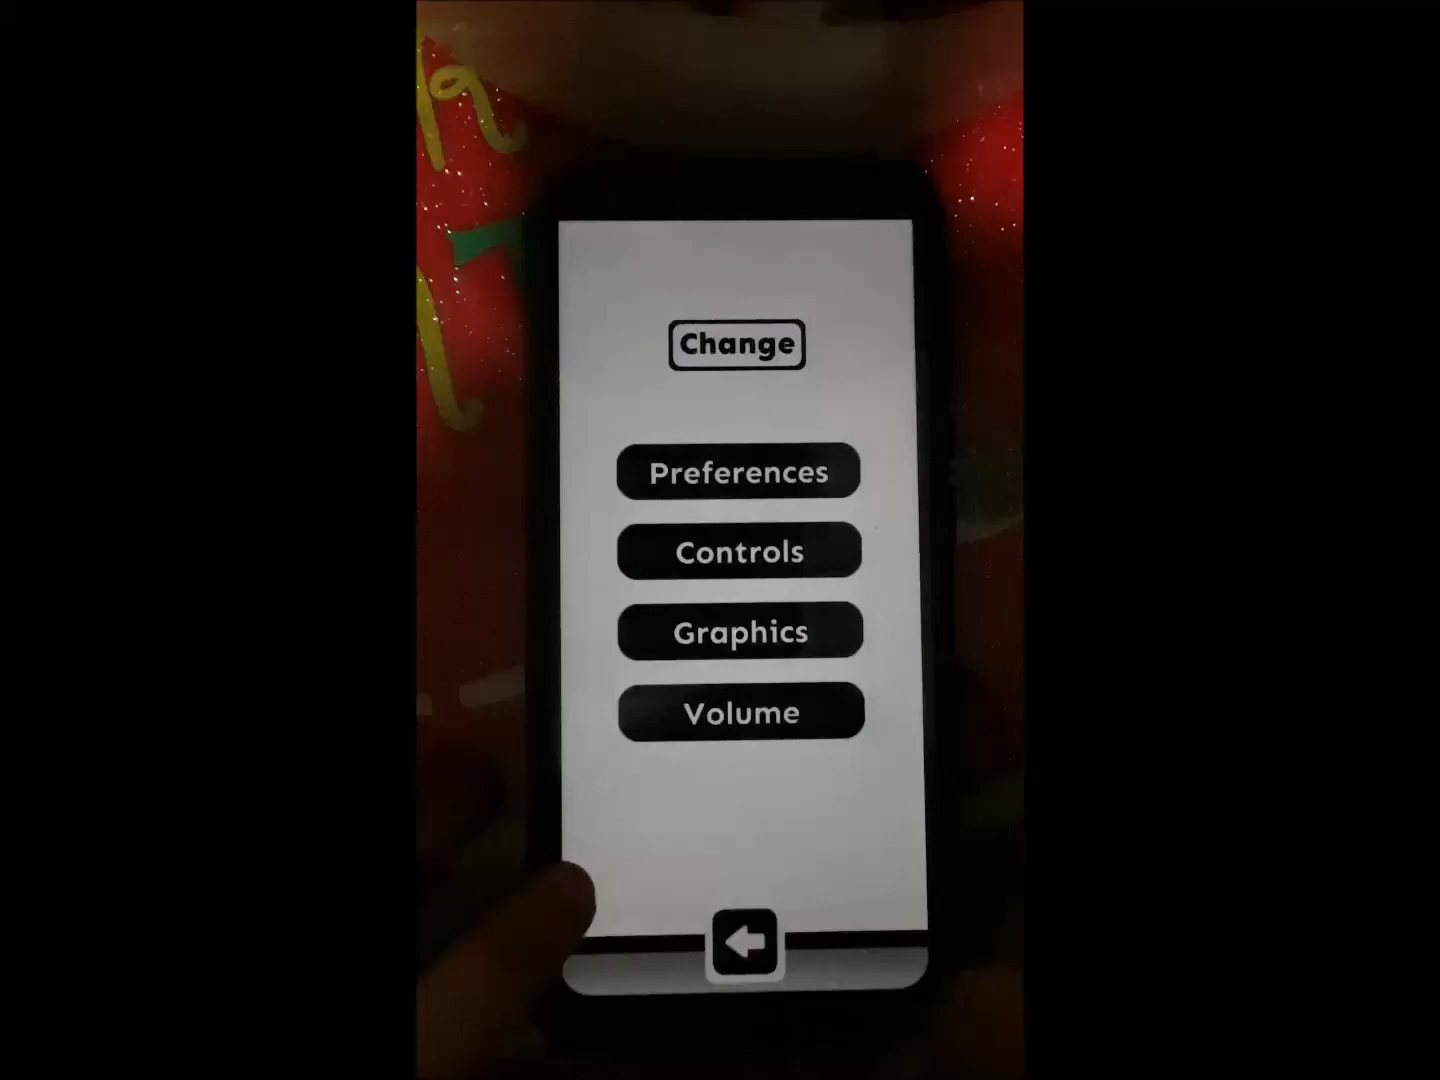 Change
Preferences
Controls
Graphics
Volume